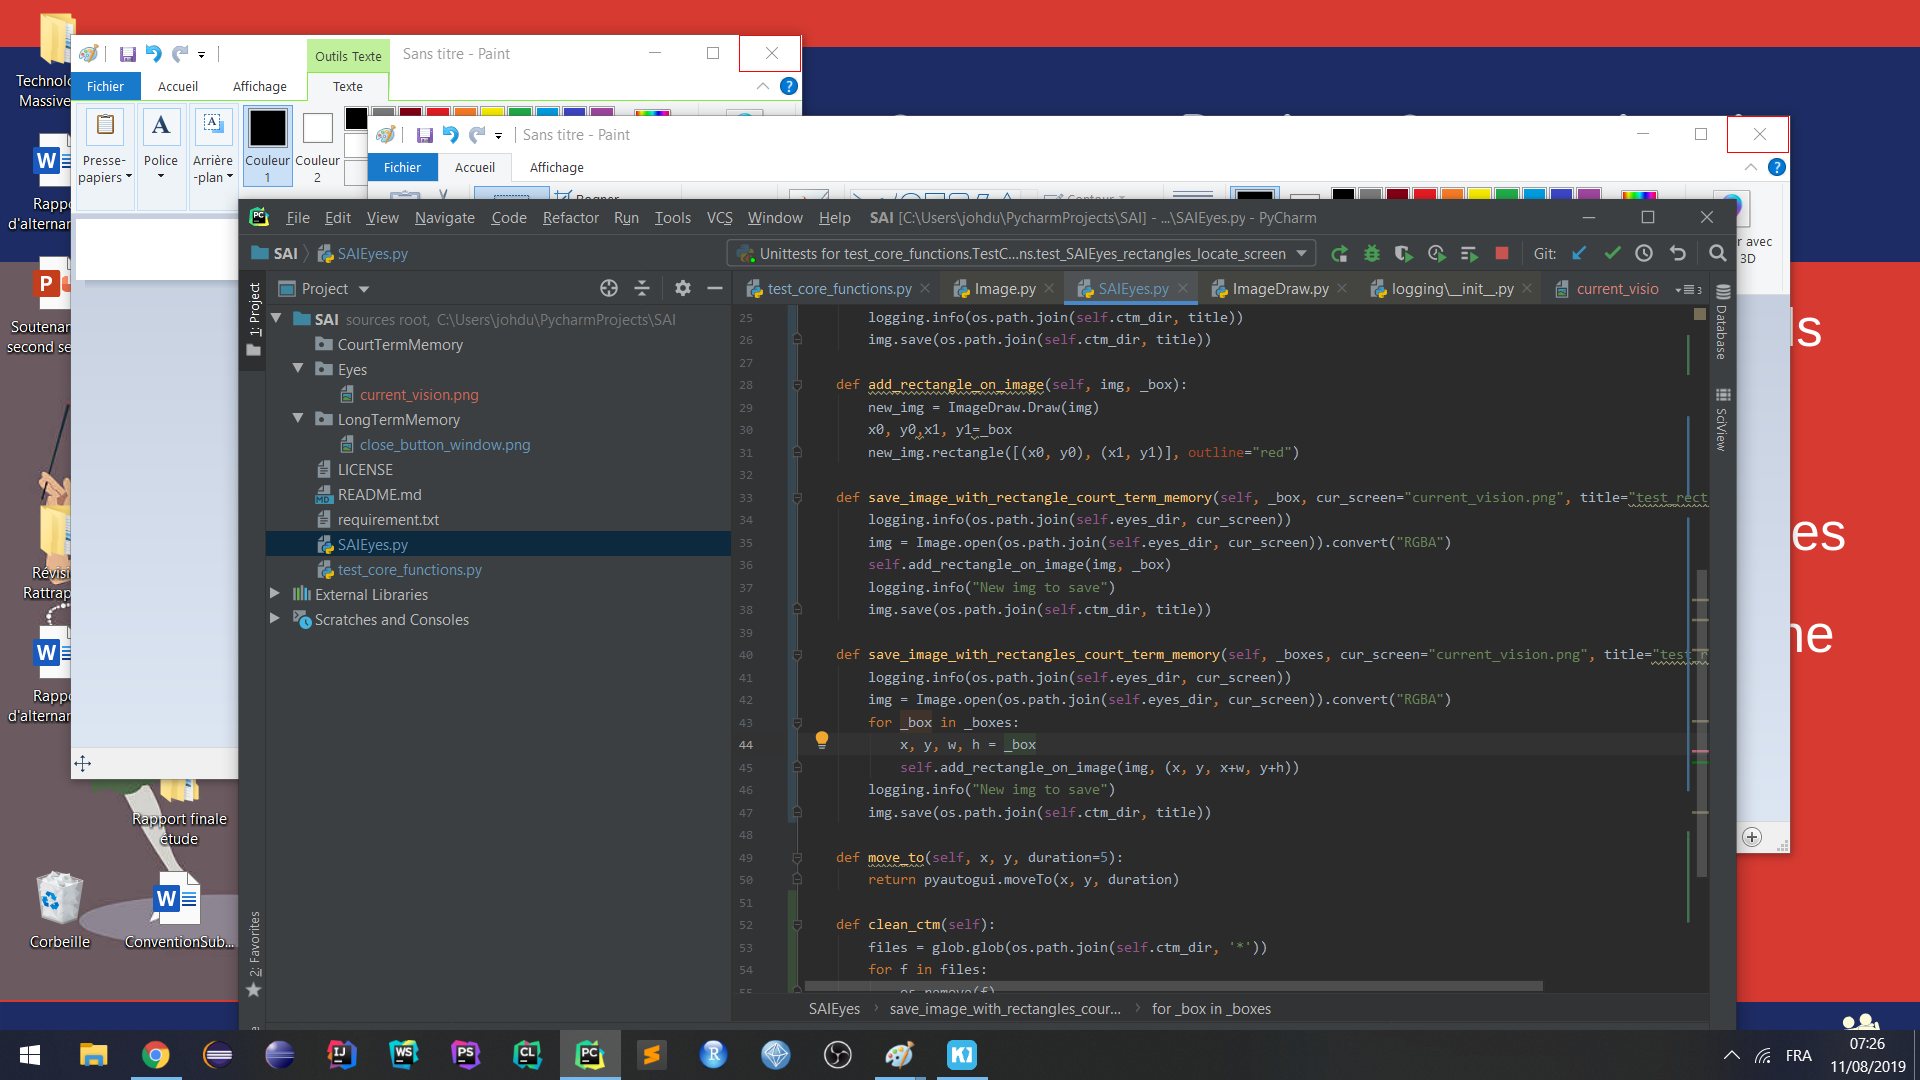 Technolo
Massive
Rappo
d'alternan
Soutenan
second se
Révisi
Rattrap
Rappo
d'alternan
Rapport finale
étude
Corbeille
ConventionSub...
Outils Texte
Sans titre - Paint
Fichier
Accueil
Affichage
Texte
Presse-
papiers
Police
Arrière
-plan
Couleur
1
Couleur
2
Sans titre - Paint
Fichier
Accueil
Affichage
File Edit View Navigate Code Refactor Run Tools VCS Window Help
SAI [C:\Users\johdu\PycharmProjects\SAI] - ...\SAIEyes.py - PyCharm
SAI
SAIEyes.py
Unittests for test_core_functions.TestC...ns.test_SAIEyes_rectangles_locate_screen
Git:
er avec
3D
1: Project
Project
test_core_functions.py
Image.py
SAIEyes.py
ImageDraw.py
logging\__init__.py
current_visio
3
Database
SciView
SAI sources root, C:\Users\johdu\PycharmProjects\SAI
CourtTermMemory
Eyes
current_vision.png
LongTermMemory
close_button_window.png
LICENSE
README.md
requirement.txt
SAIEyes.py
test_core_functions.py
External Libraries
Scratches and Consoles
2: Favorites
25 logging.info(os.path.join(self.ctm_dir, title))
26 img.save(os.path.join(self.ctm_dir, title))
27
28 def add_rectangle_on_image(self, img, _box):
29 new_img = ImageDraw.Draw(img)
30 x0, y0,x1, y1=_box
31 new_img.rectangle([(x0, y0), (x1, y1)], outline="red")
32
33 def save_image_with_rectangle_court_term_memory(self, _box, cur_screen="current_vision.png", title="test_rect
34 logging.info(os.path.join(self.eyes_dir, cur_screen))
35 img = Image.open(os.path.join(self.eyes_dir, cur_screen)).convert("RGBA")
36 self.add_rectangle_on_image(img, _box)
37 logging.info("New img to save")
38 img.save(os.path.join(self.ctm_dir, title))
39
40 def save_image_with_rectangles_court_term_memory(self, _boxes, cur_screen="current_vision.png", title="test_r
41 logging.info(os.path.join(self.eyes_dir, cur_screen))
42 img = Image.open(os.path.join(self.eyes_dir, cur_screen)).convert("RGBA")
43 for _box in _boxes:
44 x, y, w, h = _box
45 self.add_rectangle_on_image(img, (x, y, x+w, y+h))
46 logging.info("New img to save")
47 img.save(os.path.join(self.ctm_dir, title))
48
49 def move_to(self, x, y, duration=5):
50 return pyautogui.moveTo(x, y, duration)
51
52 def clean_ctm(self):
53 files = glob.glob(os.path.join(self.ctm_dir, '*'))
54 for f in files:
55 os.remove(f)
SAIEyes
save_image_with_rectangles_cour...
for _box in _boxes
ls
es
ne
FRA
07:26
11/08/2019